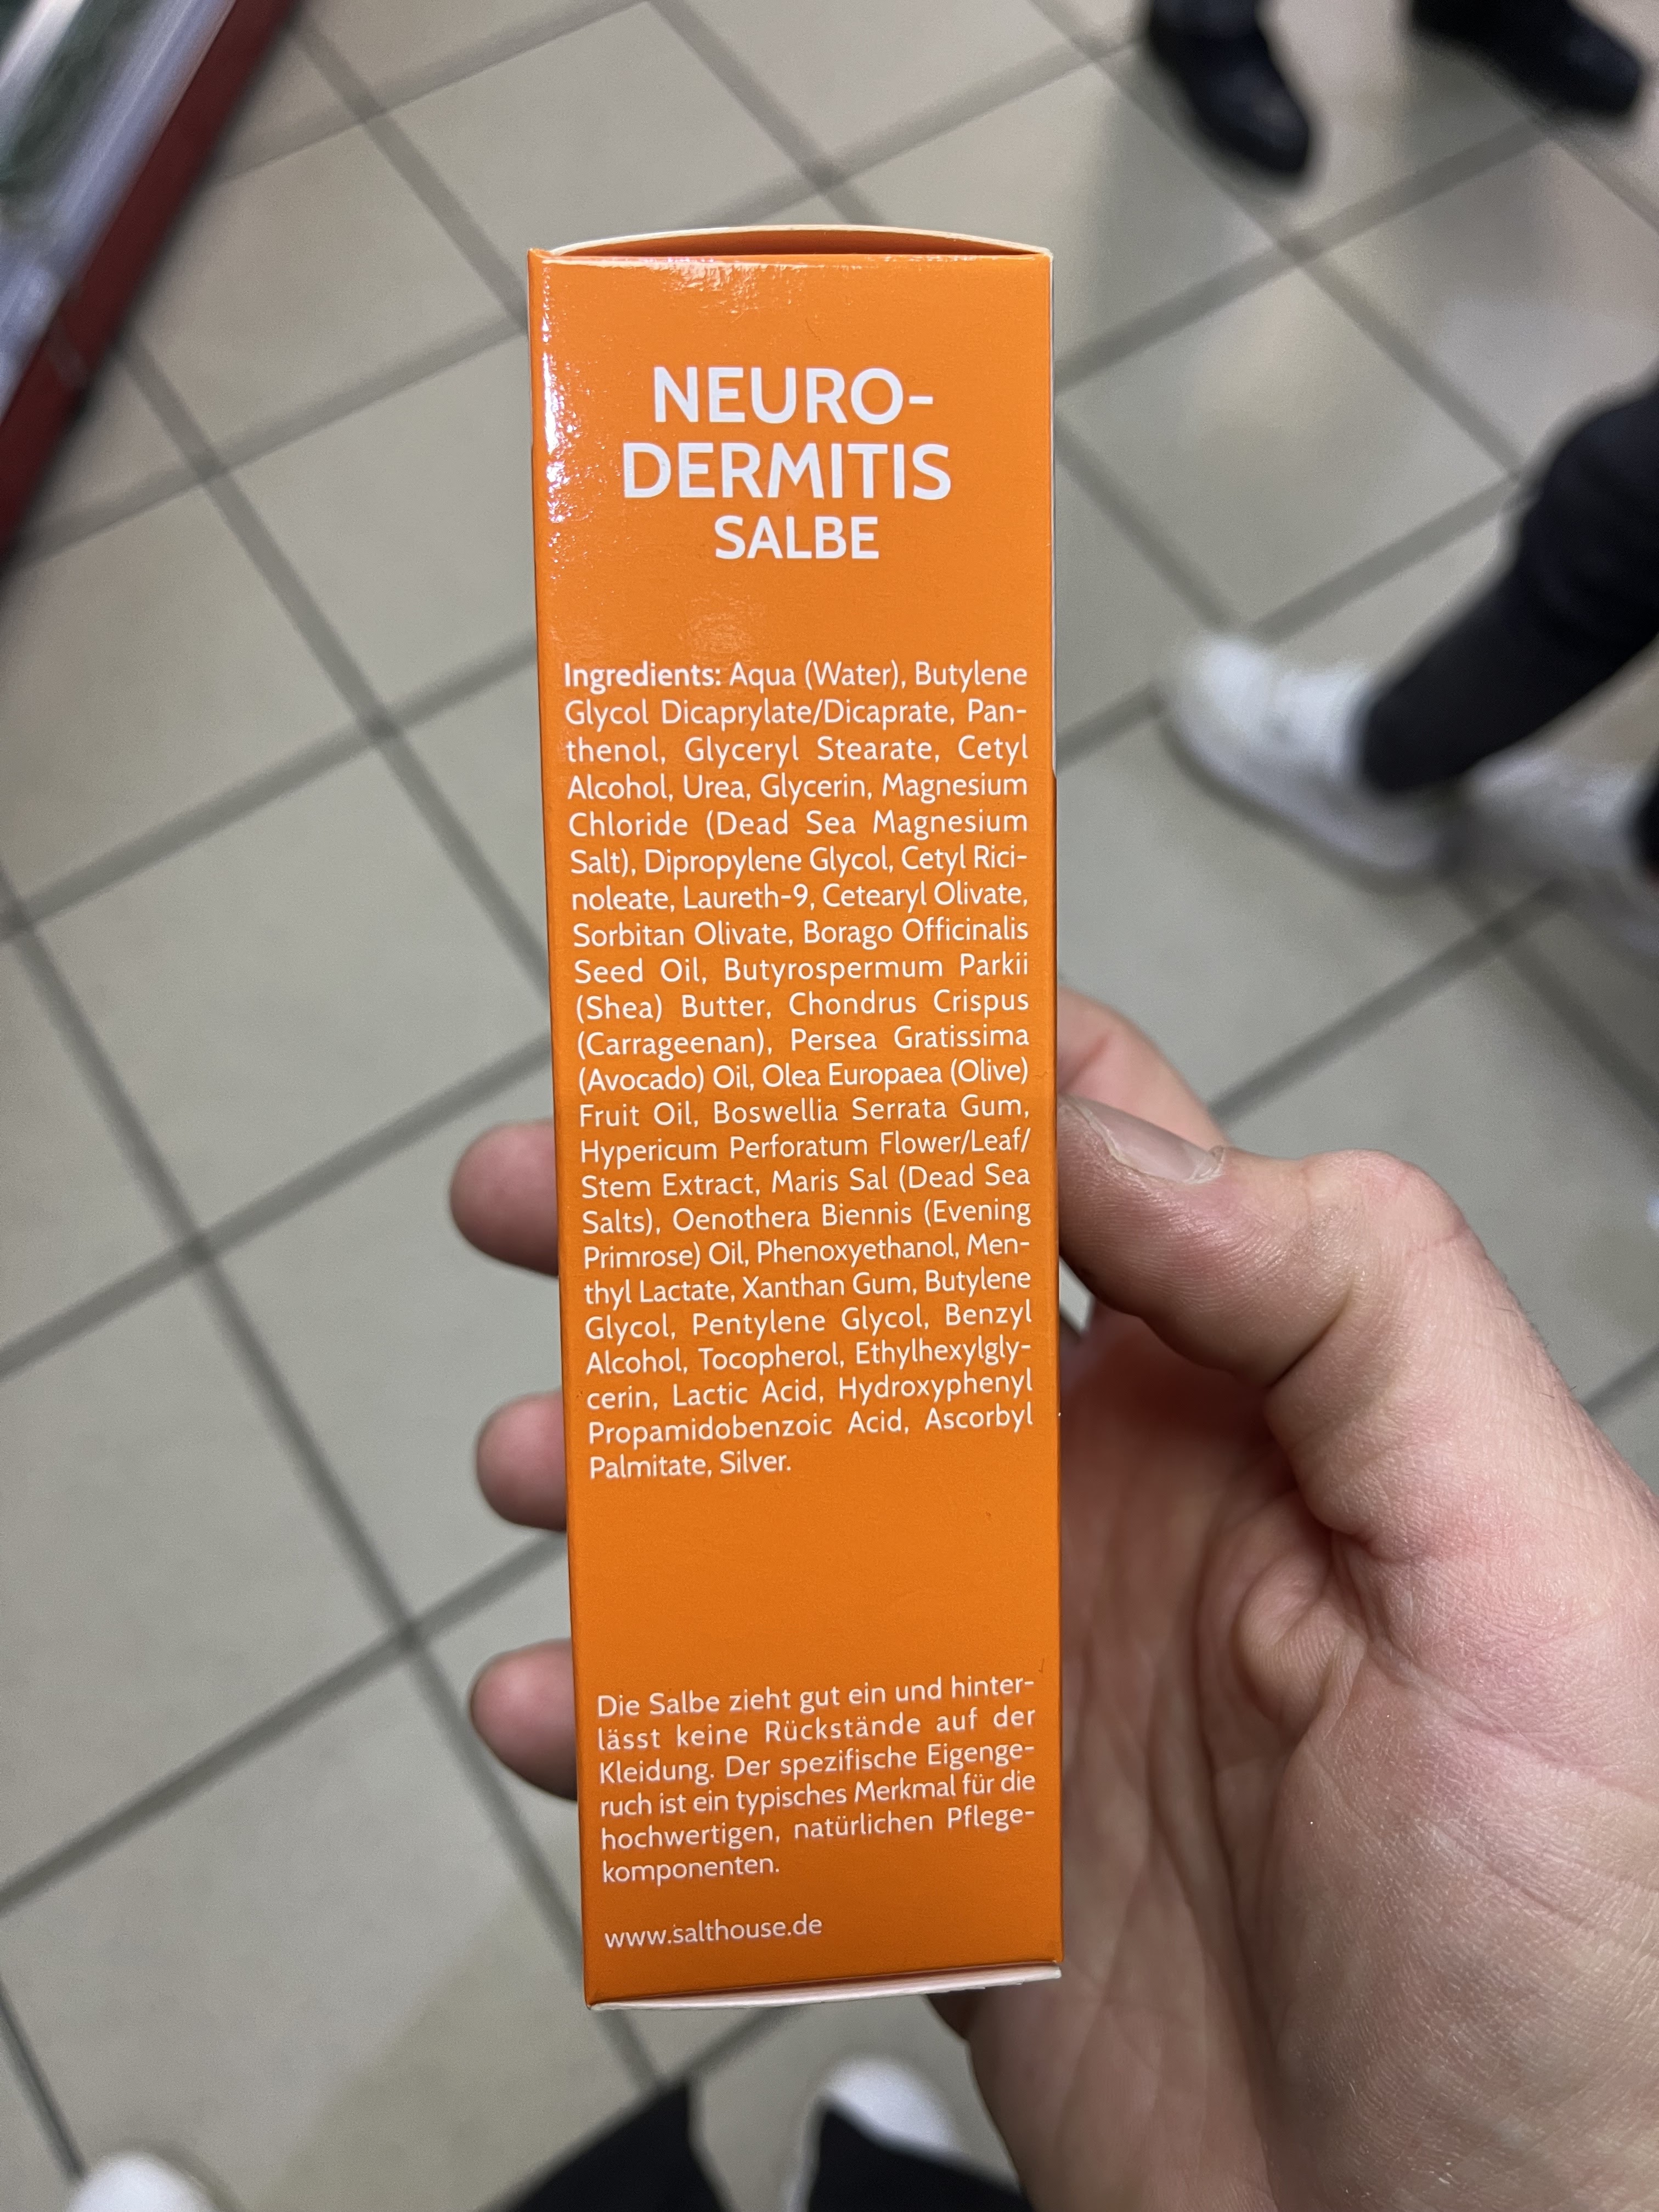 NEURO-
DERMITIS
SALBE
Ingredients: Aqua (Water), Butylene
Glycol Dicaprylate/Dicaprate, Pan-
thenol, Glyceryl Stearate, Cetyl
Alcohol, Urea, Glycerin, Magnesium
Chloride (Dead Sea Magnesium
Salt), Dipropylene Glycol, Cetyl Rici-
noleate, Laureth-9, Cetearyl Olivate,
Sorbitan Olivate, Borago Officinalis
Seed Oil, Butyrospermum Parkii
(Shea) Butter, Chondrus Crispus
(Carrageenan), Persea Gratissima
(Avocado) Oil, Olea Europaea (Olive)
Fruit Oil, Boswellia Serrata Gum,
Hypericum Perforatum Flower/Leaf/
Stem Extract, Maris Sal (Dead Sea
Salts), Oenothera Biennis (Evening
Primrose) Oil, Phenoxyethanol, Men-
thyl Lactate, Xanthan Gum, Butylene
Glycol, Pentylene Glycol, Benzyl
Alcohol, Tocopherol, Ethylhexylgly-
cerin, Lactic Acid, Hydroxyphenyl
Propamidobenzoic Acid, Ascorbyl
Palmitate, Silver.
Die Salbe zieht gut ein und hinter-
lässt keine Rückstände auf der
Kleidung. Der spezifische Eigenge-
ruch ist ein typisches Merkmal für die
hochwertigen, natürlichen Pflege-
komponenten.
www.salthouse.de